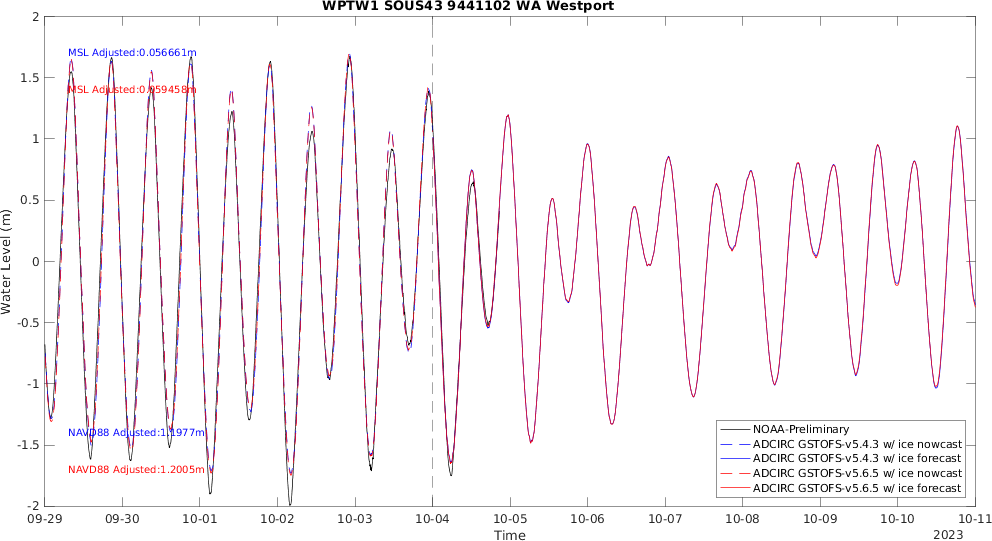 WPTW1 SOUS43 9441102 WA Westport
Water Level (m)
2
1.5
1
0.5
0
-0.5
-1
-1.5
-2
MSL Adjusted:0.056661m
MSL Adjusted:0.059458m
NAVD88 Adjusted:1.1977m
NAVD88 Adjusted:1.2005m
NOAA-Preliminary
ADCIRC GSTOFS-v5.4.3 w/ ice nowcast
ADCIRC GSTOFS-v5.4.3 w/ ice forecast
ADCIRC GSTOFS-v5.6.5 w/ ice nowcast
ADCIRC GSTOFS-v5.6.5 w/ ice forecast
09-29 09-30 10-01 10-02 10-03 10-04 10-05 10-06 10-07 10-08 10-09 10-10 10-11
Time
2023